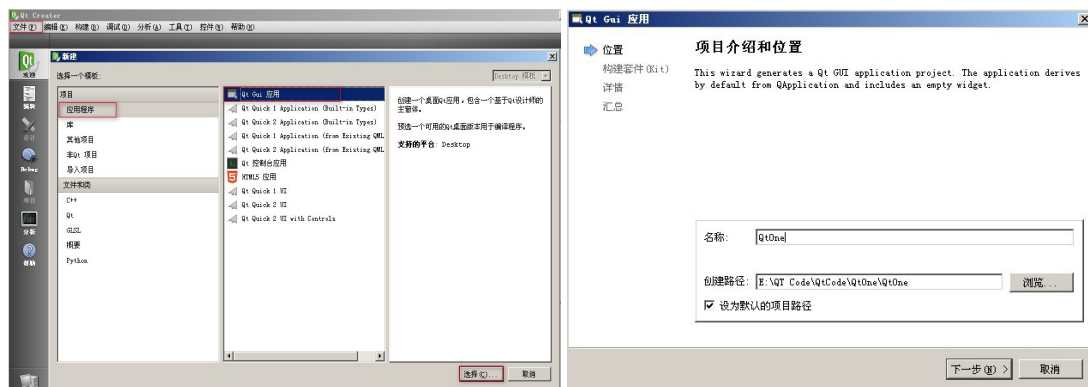 Qt Creator
文件(F) 编辑(E) 构建(B) 调试(D) 分析(A) 工具(T) 控件(W) 帮助(H)
新建
选择一个模板:
Desktop 模板
项目
应用程序
库
其他项目
非Qt 项目
导入项目
文件和类
C++
Qt
GLSL
概要
Python
Qt Gui 应用
Qt Quick 1 Application (Built-in Types)
Qt Quick 2 Application (Built-in Types)
Qt Quick 1 Application (from Existing QML
Qt Quick 2 Application (from Existing QML
Qt 控制台应用
HTML5 应用
Qt Quick 1 UI
Qt Quick 2 UI
Qt Quick 2 UI with Controls
创建一个桌面Qt应用，包含一个基于Qt设计师的
主窗体。
预选一个可用的Qt桌面版本用于编译程序。
支持的平台: Desktop
选择(C)...
取消
欢迎
编辑
设计
Debug
项目
分析
帮助
Qt Gui 应用
位置
构建套件(Kit)
详情
汇总
项目介绍和位置
This wizard generates a Qt GUI application project. The application derives
by default from QApplication and includes an empty widget.
名称:
QtOne
创建路径:
E:\QT Code\QtCode\QtOne\QtOne
浏览...
设为默认的项目路径
下一步(N) >
取消